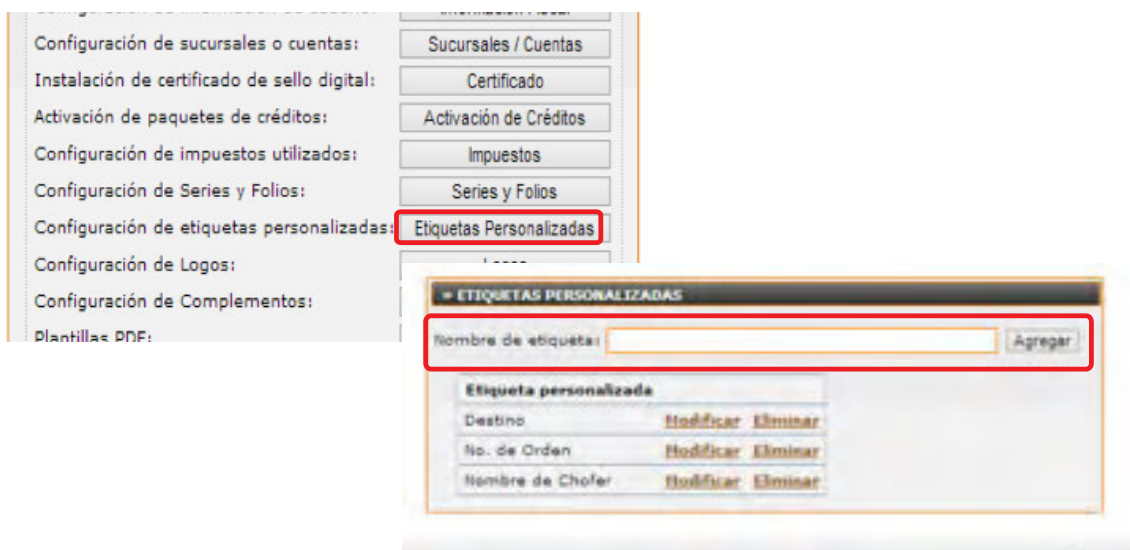 Configuración de sucursales o cuentas: Sucursales / Cuentas
Instalación de certificado de sello digital: Certificado
Activación de paquetes de créditos: Activación de Créditos
Configuración de impuestos utilizados: Impuestos
Configuración de Series y Folios: Series y Folios
Configuración de etiquetas personalizadas: Etiquetas Personalizadas
Configuración de Logos:
Configuración de Complementos:
Plantillas PDF:
ETIQUETAS PERSONALIZADAS
Nombre de etiqueta: Agregar
Etiqueta personalizada
Destino Modificar Eliminar
No. de Orden Modificar Eliminar
Nombre de Chofer Modificar Eliminar